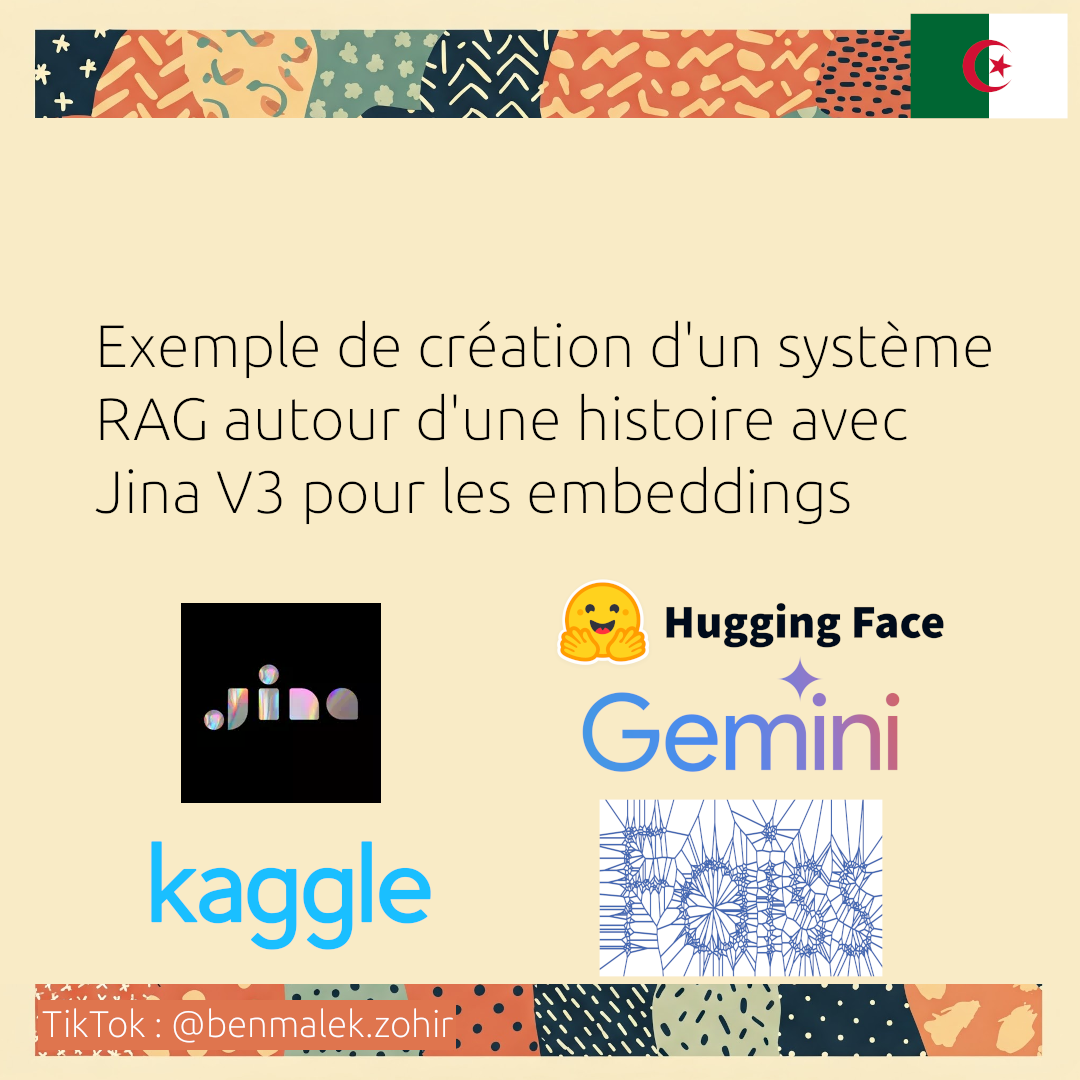 Exemple de création d'un système
RAG autour d'une histoire avec
Jina V3 pour les embeddings
Hugging Face
Jina
Gemini
kaggle
FAISS
TikTok : @benmalek.zohir